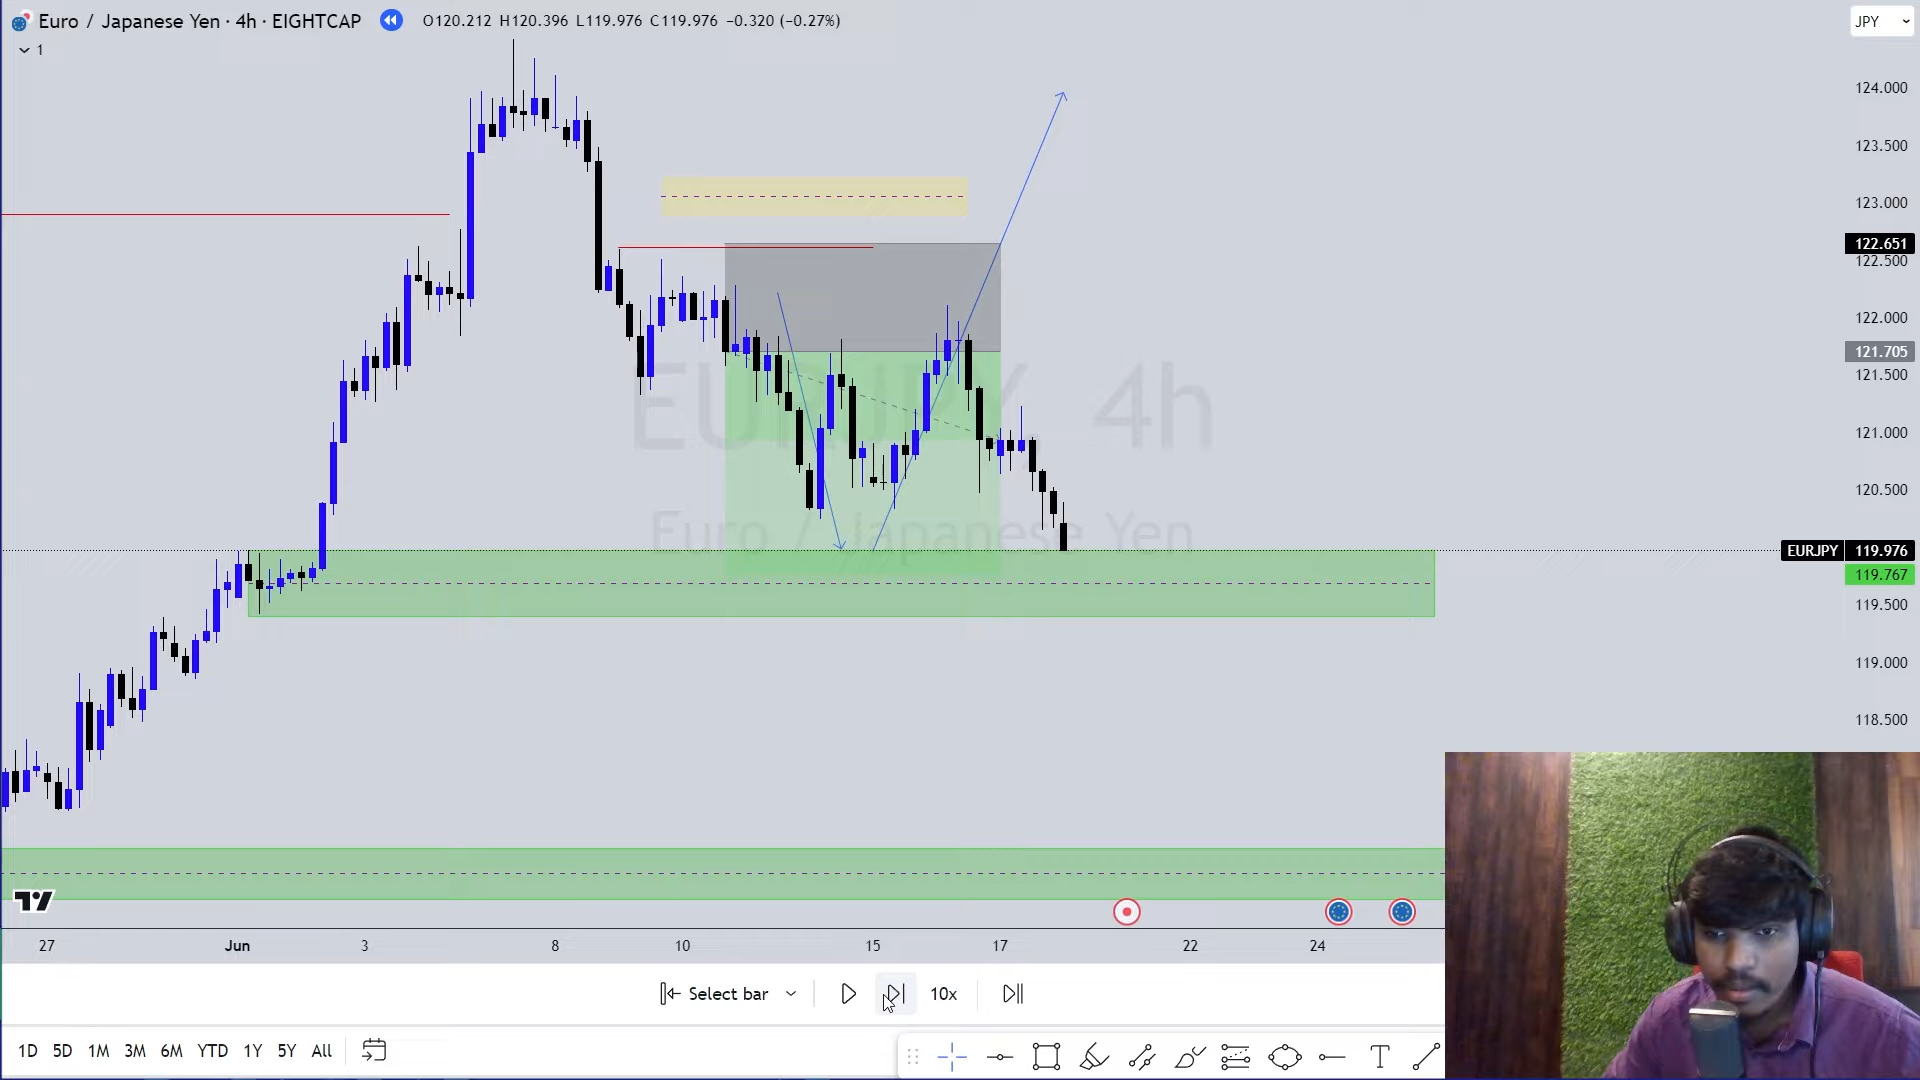 Euro / Japanese Yen · 4h · EIGHTCAP O120.212 H120.396 L119.976 C119.976 −0.320 (−0.27%) JPY
1
124.000
123.500
123.000
122.651
122.500
122.000
121.705
121.500
121.000
120.500
EURJPY 119.976
119.767
119.500
119.000
118.500
EURJPY, 4h
Euro / Japanese Yen
27 Jun 3 8 10 15 17 22 24
Select bar 10x
1D 5D 1M 3M 6M YTD 1Y 5Y All